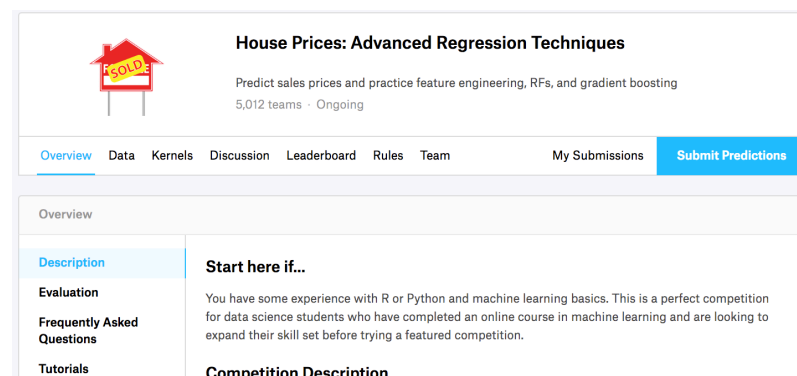 SOLD
House Prices: Advanced Regression Techniques
Predict sales prices and practice feature engineering, RFs, and gradient boosting
5,012 teams · Ongoing
Overview Data Kernels Discussion Leaderboard Rules Team My Submissions Submit Predictions
Overview
Description
Evaluation
Frequently Asked
Questions
Tutorials
Start here if...
You have some experience with R or Python and machine learning basics. This is a perfect competition
for data science students who have completed an online course in machine learning and are looking to
expand their skill set before trying a featured competition.
Competition Description